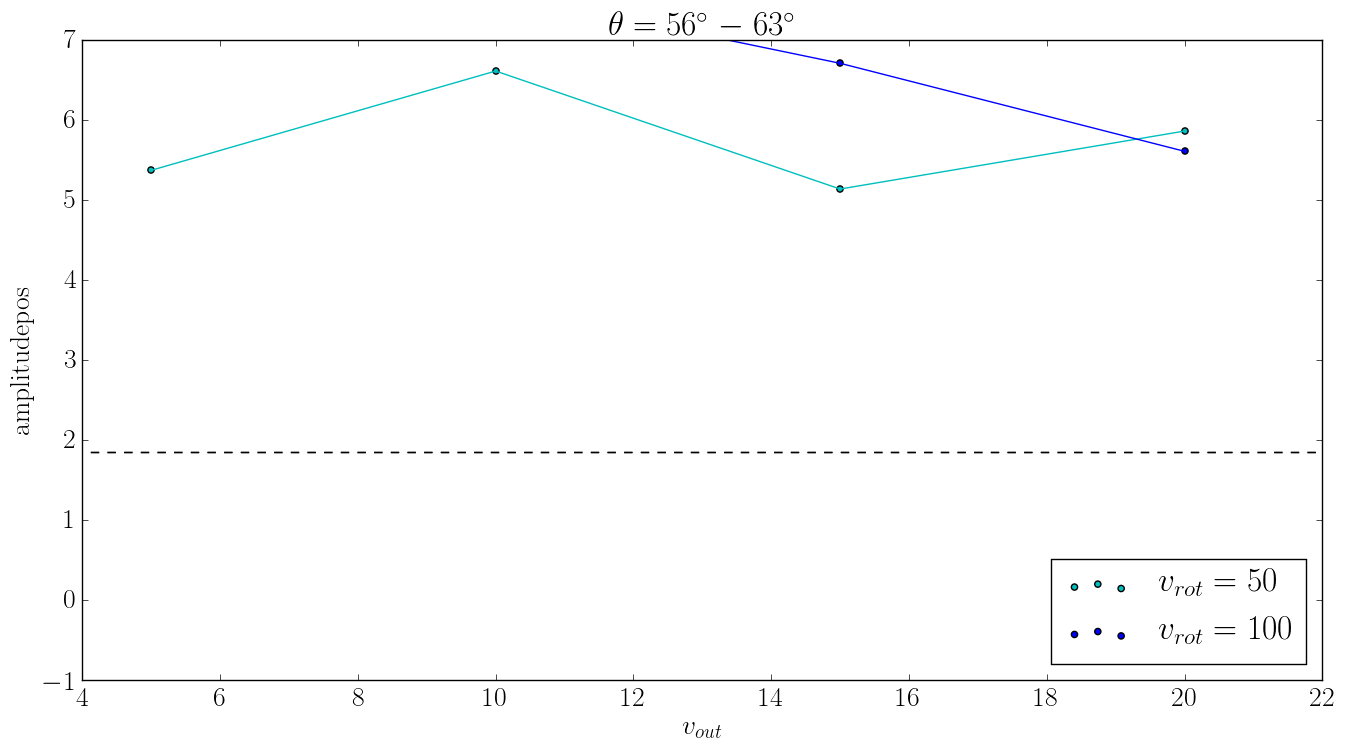 θ = 56° − 63°
7
6
5
4
3
2
1
0
−1
amplitudepos
4 6 8 10 12 14 16 18 20 22
v_out
v_rot = 50
v_rot = 100